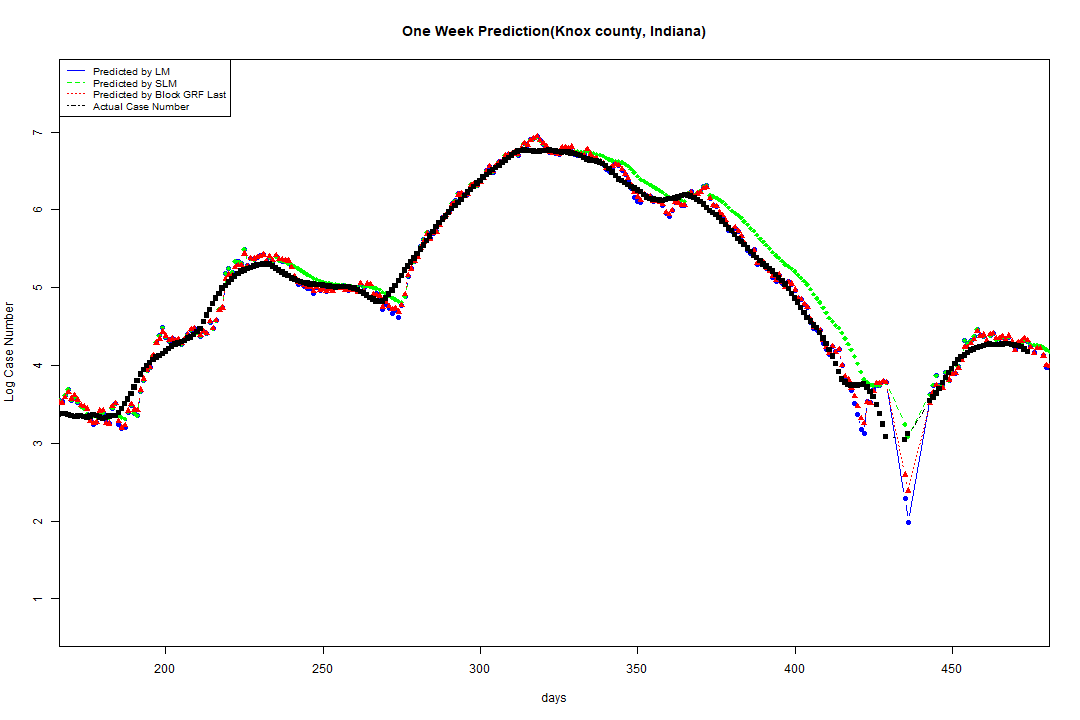 One Week Prediction(Knox county, Indiana)
Predicted by LM
Predicted by SLM
Predicted by Block GRF Last
Actual Case Number
7
6
5
4
3
2
1
Log Case Number
200 250 300 350 400 450
days